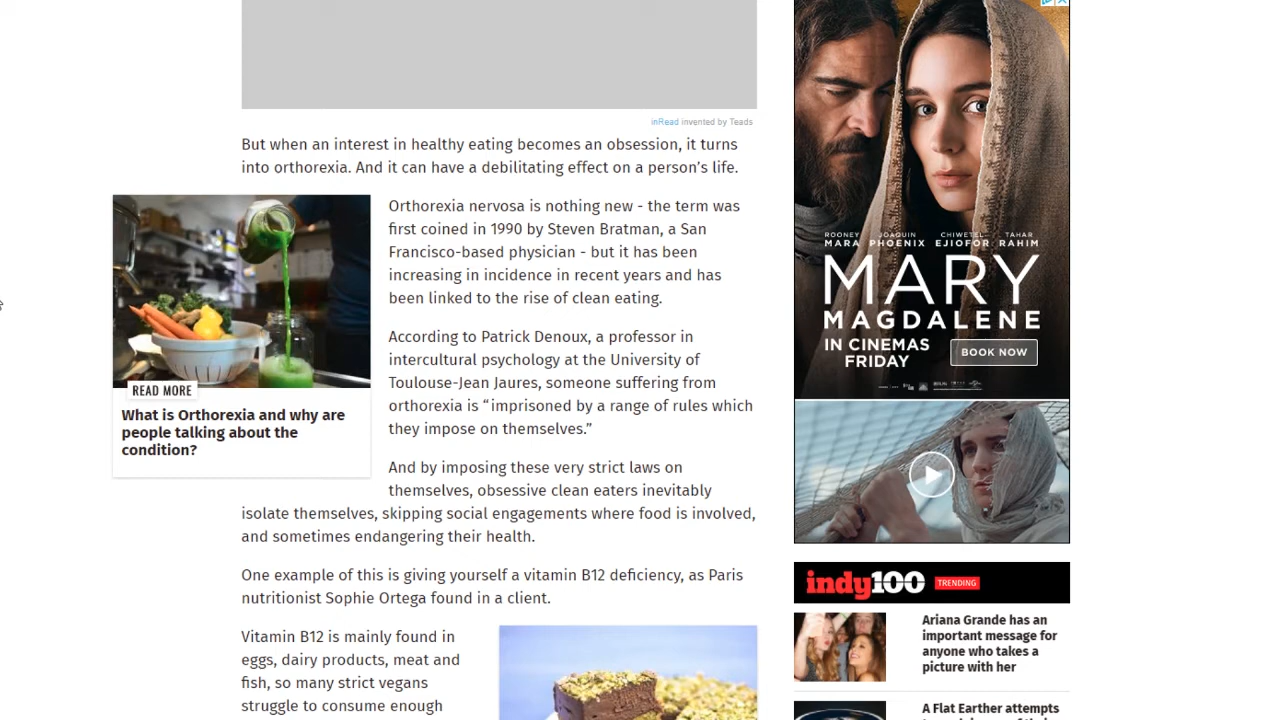 inRead invented by Teads
But when an interest in healthy eating becomes an obsession, it turns
into orthorexia. And it can have a debilitating effect on a person’s life.
Orthorexia nervosa is nothing new - the term was
first coined in 1990 by Steven Bratman, a San
Francisco-based physician - but it has been
increasing in incidence in recent years and has
been linked to the rise of clean eating.
According to Patrick Denoux, a professor in
intercultural psychology at the University of
Toulouse-Jean Jaures, someone suffering from
orthorexia is “imprisoned by a range of rules which
they impose on themselves.”
And by imposing these very strict laws on
themselves, obsessive clean eaters inevitably
isolate themselves, skipping social engagements where food is involved,
and sometimes endangering their health.
One example of this is giving yourself a vitamin B12 deficiency, as Paris
nutritionist Sophie Ortega found in a client.
Vitamin B12 is mainly found in
eggs, dairy products, meat and
fish, so many strict vegans
struggle to consume enough
READ MORE
What is Orthorexia and why are
people talking about the
condition?
ROONEY JOAQUIN CHIWETEL TAHAR
MARA PHOENIX EJIOFOR RAHIM
MARY
MAGDALENE
IN CINEMAS
FRIDAY
BOOK NOW
indy100 TRENDING
Ariana Grande has an
important message for
anyone who takes a
picture with her
A Flat Earther attempts